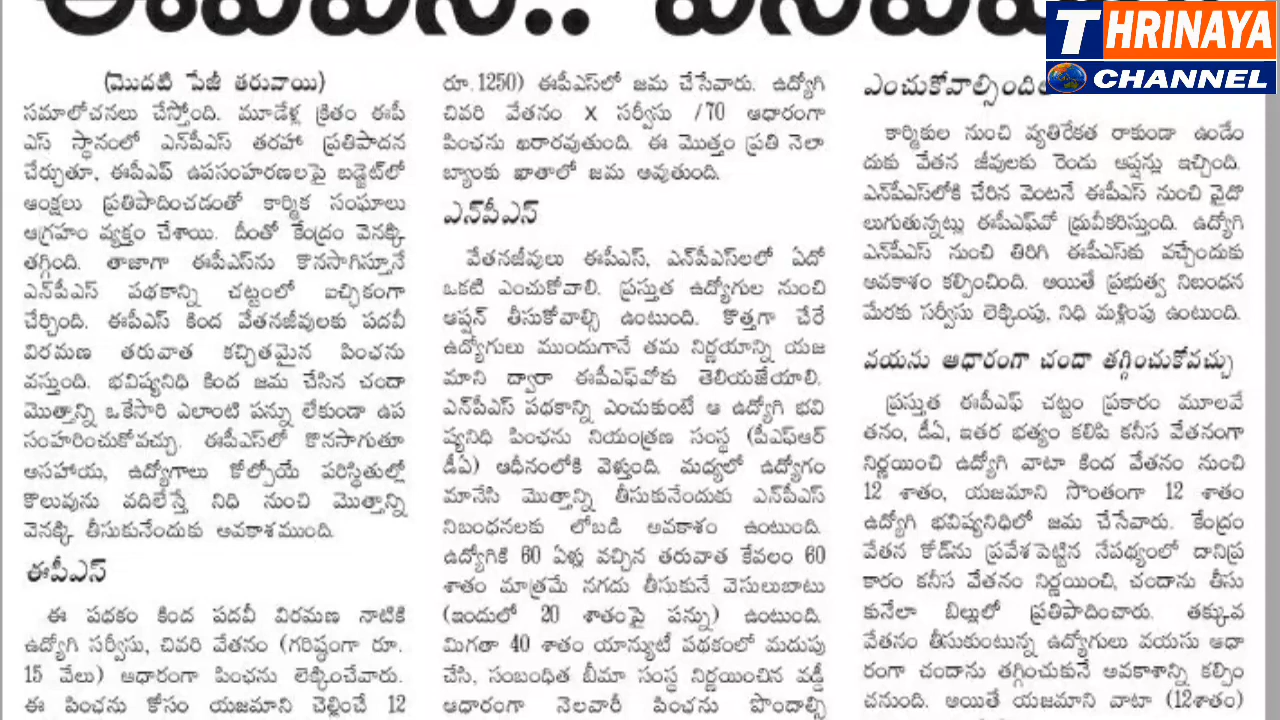 THRINAYA
CHANNEL
(మొదటి పేజీ తరువాయి)
సమాలోచనలు చేస్తోంది. మూడేళ్ల క్రితం ఈపీ
ఎస్ స్థానంలో ఎన్‌పీఎస్ తరహా ప్రతిపాదన
చేర్చుతూ, ఈపీఎఫ్ ఉపసంహరణలపై బడ్జెట్‌లో
ఆంక్షలు ప్రతిపాదించడంతో కార్మిక సంఘాలు
ఆగ్రహం వ్యక్తం చేశాయి. దీంతో కేంద్రం వెనక్కి
తగ్గింది. తాజాగా ఈపీఎస్‌ను కొనసాగిస్తూనే
ఎన్‌పీఎస్ పథకాన్ని చట్టంలో ఐచ్ఛికంగా
చేర్చింది. ఈపీఎస్ కింద వేతనజీవులకు పదవీ
విరమణ తరువాత కచ్చితమైన పింఛను
వస్తుంది. భవిష్యనిధి కింద జమ చేసిన చందా
మొత్తాన్ని ఒకేసారి ఎలాంటి పన్ను లేకుండా ఉప
సంహరించుకోవచ్చు. ఈపీఎస్‌లో కొనసాగుతూ
అసహాయ, ఉద్యోగాలు కోల్పోయే పరిస్థితుల్లో
కొలువును వదిలేస్తే నిధి నుంచి మొత్తాన్ని
వెనక్కి తీసుకునేందుకు అవకాశముంది.
ఈపీఎస్
ఈ పథకం కింద పదవీ విరమణ నాటికి
ఉద్యోగి సర్వీసు, చివరి వేతనం (గరిష్ఠంగా రూ.
15 వేలు) ఆధారంగా పింఛను లెక్కించేవారు.
ఈ పింఛను కోసం యజమాని చెల్లించే 12
రూ.1250) ఈపీఎస్‌లో జమ చేసేవారు. ఉద్యోగి
చివరి వేతనం X సర్వీసు /70 ఆధారంగా
పింఛను ఖరారవుతుంది. ఈ మొత్తం ప్రతి నెలా
బ్యాంకు ఖాతాలో జమ అవుతుంది.
ఎన్‌పీఎస్
వేతనజీవులు ఈపీఎస్, ఎన్‌పీఎస్‌లలో ఏదో
ఒకటి ఎంచుకోవాలి. ప్రస్తుత ఉద్యోగుల నుంచి
ఆప్షన్ తీసుకోవాల్సి ఉంటుంది. కొత్తగా చేరే
ఉద్యోగులు ముందుగానే తమ నిర్ణయాన్ని యజ
మాని ద్వారా ఈపీఎఫ్‌వోకు తెలియజేయాలి.
ఎన్‌పీఎస్ పథకాన్ని ఎంచుకుంటే ఆ ఉద్యోగి భవి
ష్యనిధి పింఛను నియంత్రణ సంస్థ (పీఎఫ్ఆర్
డీఏ) ఆధీనంలోకి వెళ్తుంది. మధ్యలో ఉద్యోగం
మానేసి మొత్తాన్ని తీసుకునేందుకు ఎన్‌పీఎస్
నిబంధనలకు లోబడి అవకాశం ఉంటుంది.
ఉద్యోగికి 60 ఏళ్లు వచ్చిన తరువాత కేవలం 60
శాతం మాత్రమే నగదు తీసుకునే వెసులుబాటు
(ఇందులో 20 శాతంపై పన్ను) ఉంటుంది.
మిగతా 40 శాతం యాన్యుటీ పథకంలో మదుపు
చేసి, సంబంధిత బీమా సంస్థ నిర్ణయించిన వడ్డీ
ఆధారంగా నెలవారీ పింఛను పొందాల్సి
ఎంచుకోవాల్సింది
కార్మికుల నుంచి వ్యతిరేకత రాకుండా ఉండేం
దుకు వేతన జీవులకు రెండు ఆప్షన్లు ఇచ్చింది.
ఎన్‌పీఎస్‌లోకి చేరిన వెంటనే ఈపీఎస్ నుంచి వైదొ
లుగుతున్నట్లు ఈపీఎఫ్‌వో ధ్రువీకరిస్తుంది. ఉద్యోగి
ఎన్‌పీఎస్ నుంచి తిరిగి ఈపీఎస్‌కు వచ్చేందుకు
అవకాశం కల్పించింది. అయితే ప్రభుత్వ నిబంధన
మేరకు సర్వీసు లెక్కింపు, నిధి మళ్లింపు ఉంటుంది.
వయసు ఆధారంగా చందా తగ్గించుకోవచ్చు
ప్రస్తుత ఈపీఎఫ్ చట్టం ప్రకారం మూలవే
తనం, డీఏ, ఇతర భత్యం కలిపి కనీస వేతనంగా
నిర్ణయించి ఉద్యోగి వాటా కింద వేతనం నుంచి
12 శాతం, యజమాని సొంతంగా 12 శాతం
ఉద్యోగి భవిష్యనిధిలో జమ చేసేవారు. కేంద్రం
వేతన కోడ్‌ను ప్రవేశపెట్టిన నేపథ్యంలో దానిప్ర
కారం కనీస వేతనం నిర్ణయించి, చందాను తీసు
కునేలా బిల్లులో ప్రతిపాదించారు. తక్కువ
వేతనం తీసుకుంటున్న ఉద్యోగులు వయసు ఆధా
రంగా చందాను తగ్గించుకునే అవకాశాన్ని కల్పిం
చనుంది. అయితే యజమాని వాటా (12శాతం)